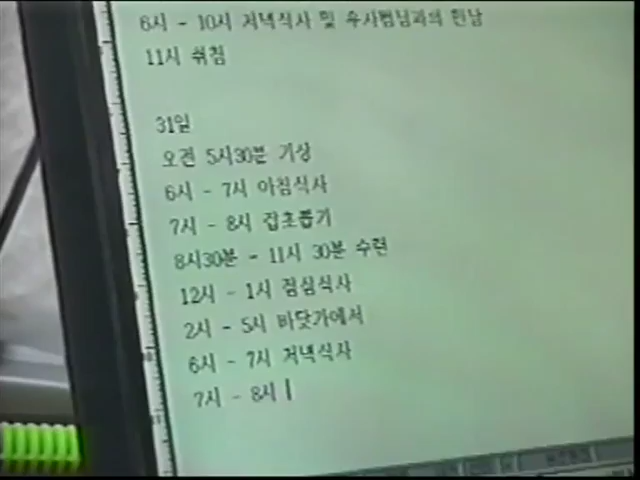 6시 - 10시 저녁식사 및 유사범님과의 만남
11시 취침
31일
오전 5시30분 기상
6시 - 7시 아침식사
7시 - 8시 잡초뽑기
8시30분 - 11시 30분 수련
12시 - 1시 점심식사
2시 - 5시 바닷가에서
6시 - 7시 저녁식사
7시 - 8시